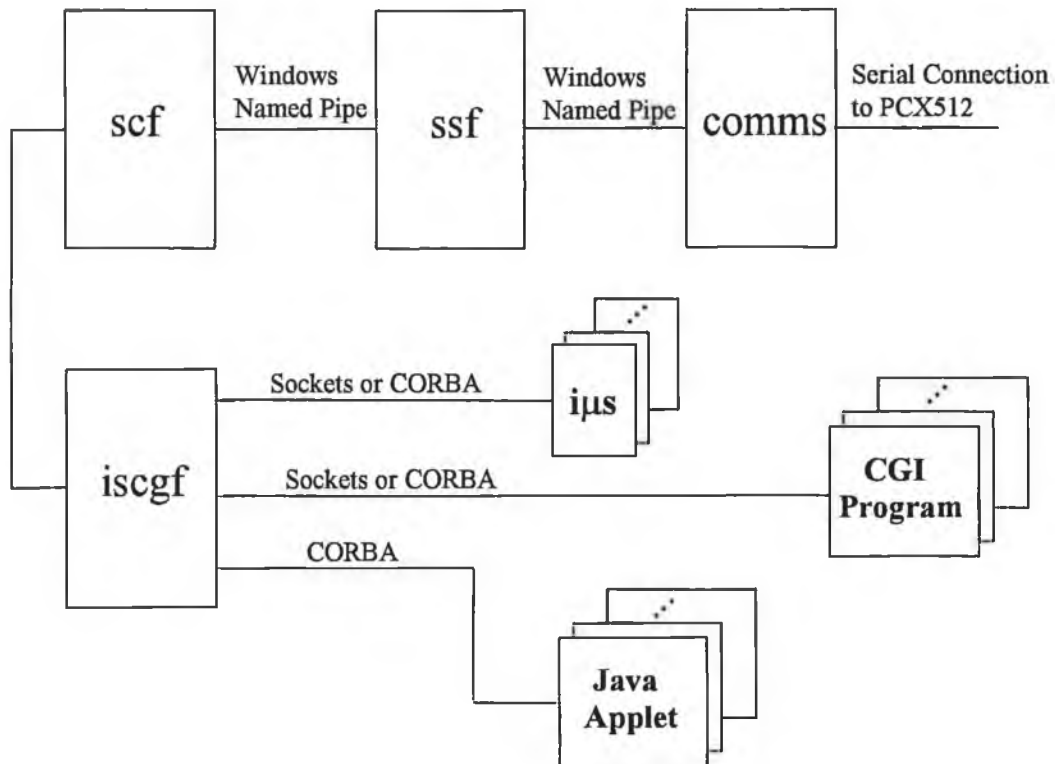 scf
Windows
Named Pipe
ssf
Windows
Named Pipe
comms
Serial Connection
to PCX512
iscgf
Sockets or CORBA
iµs
Sockets or CORBA
CGI
Program
CORBA
Java
Applet